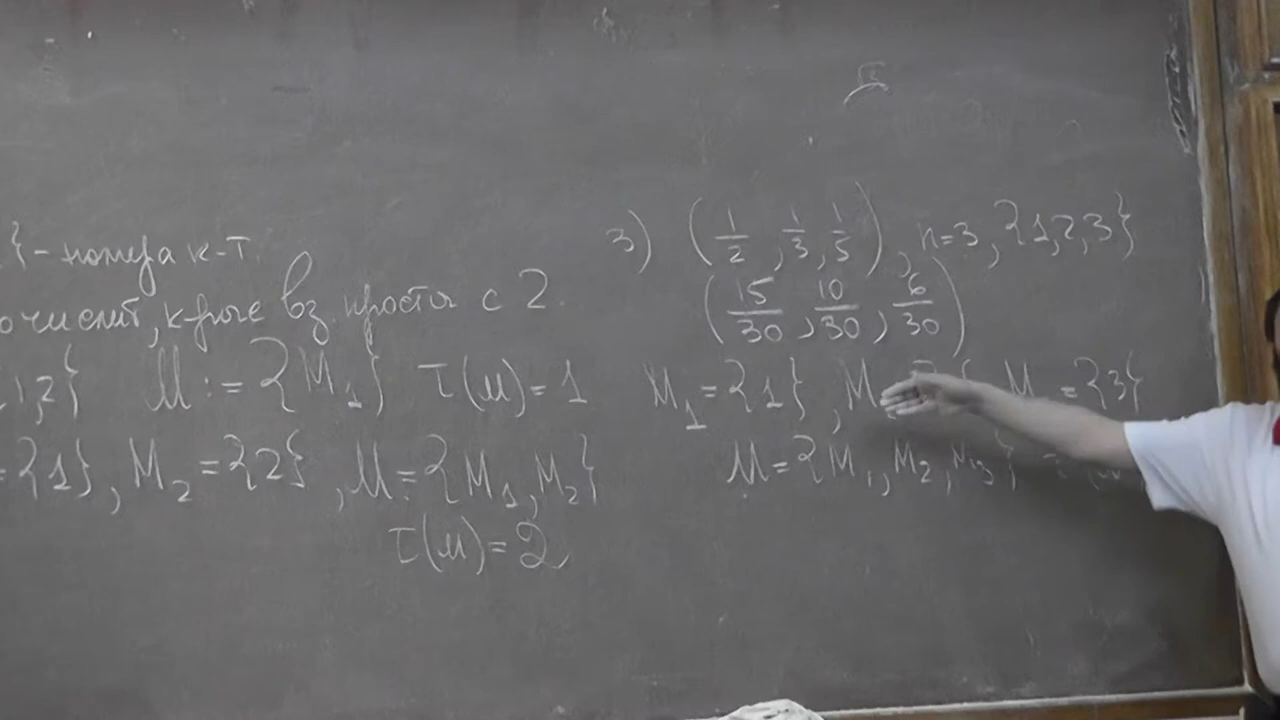 } - номера к-т.
очислит, к-рые вз. просты с 2.
1,2} M := {M₁} τ(M) = 1
= {1}, M₂ = {2}, M = {M₁, M₂}
τ(M) = 2
3) (1/2, 1/3, 1/5), n=3, {1,2,3}
(15/30, 10/30, 6/30)
M₁ = {1}, M = {3}
M = {M₁, M₂, M₃}